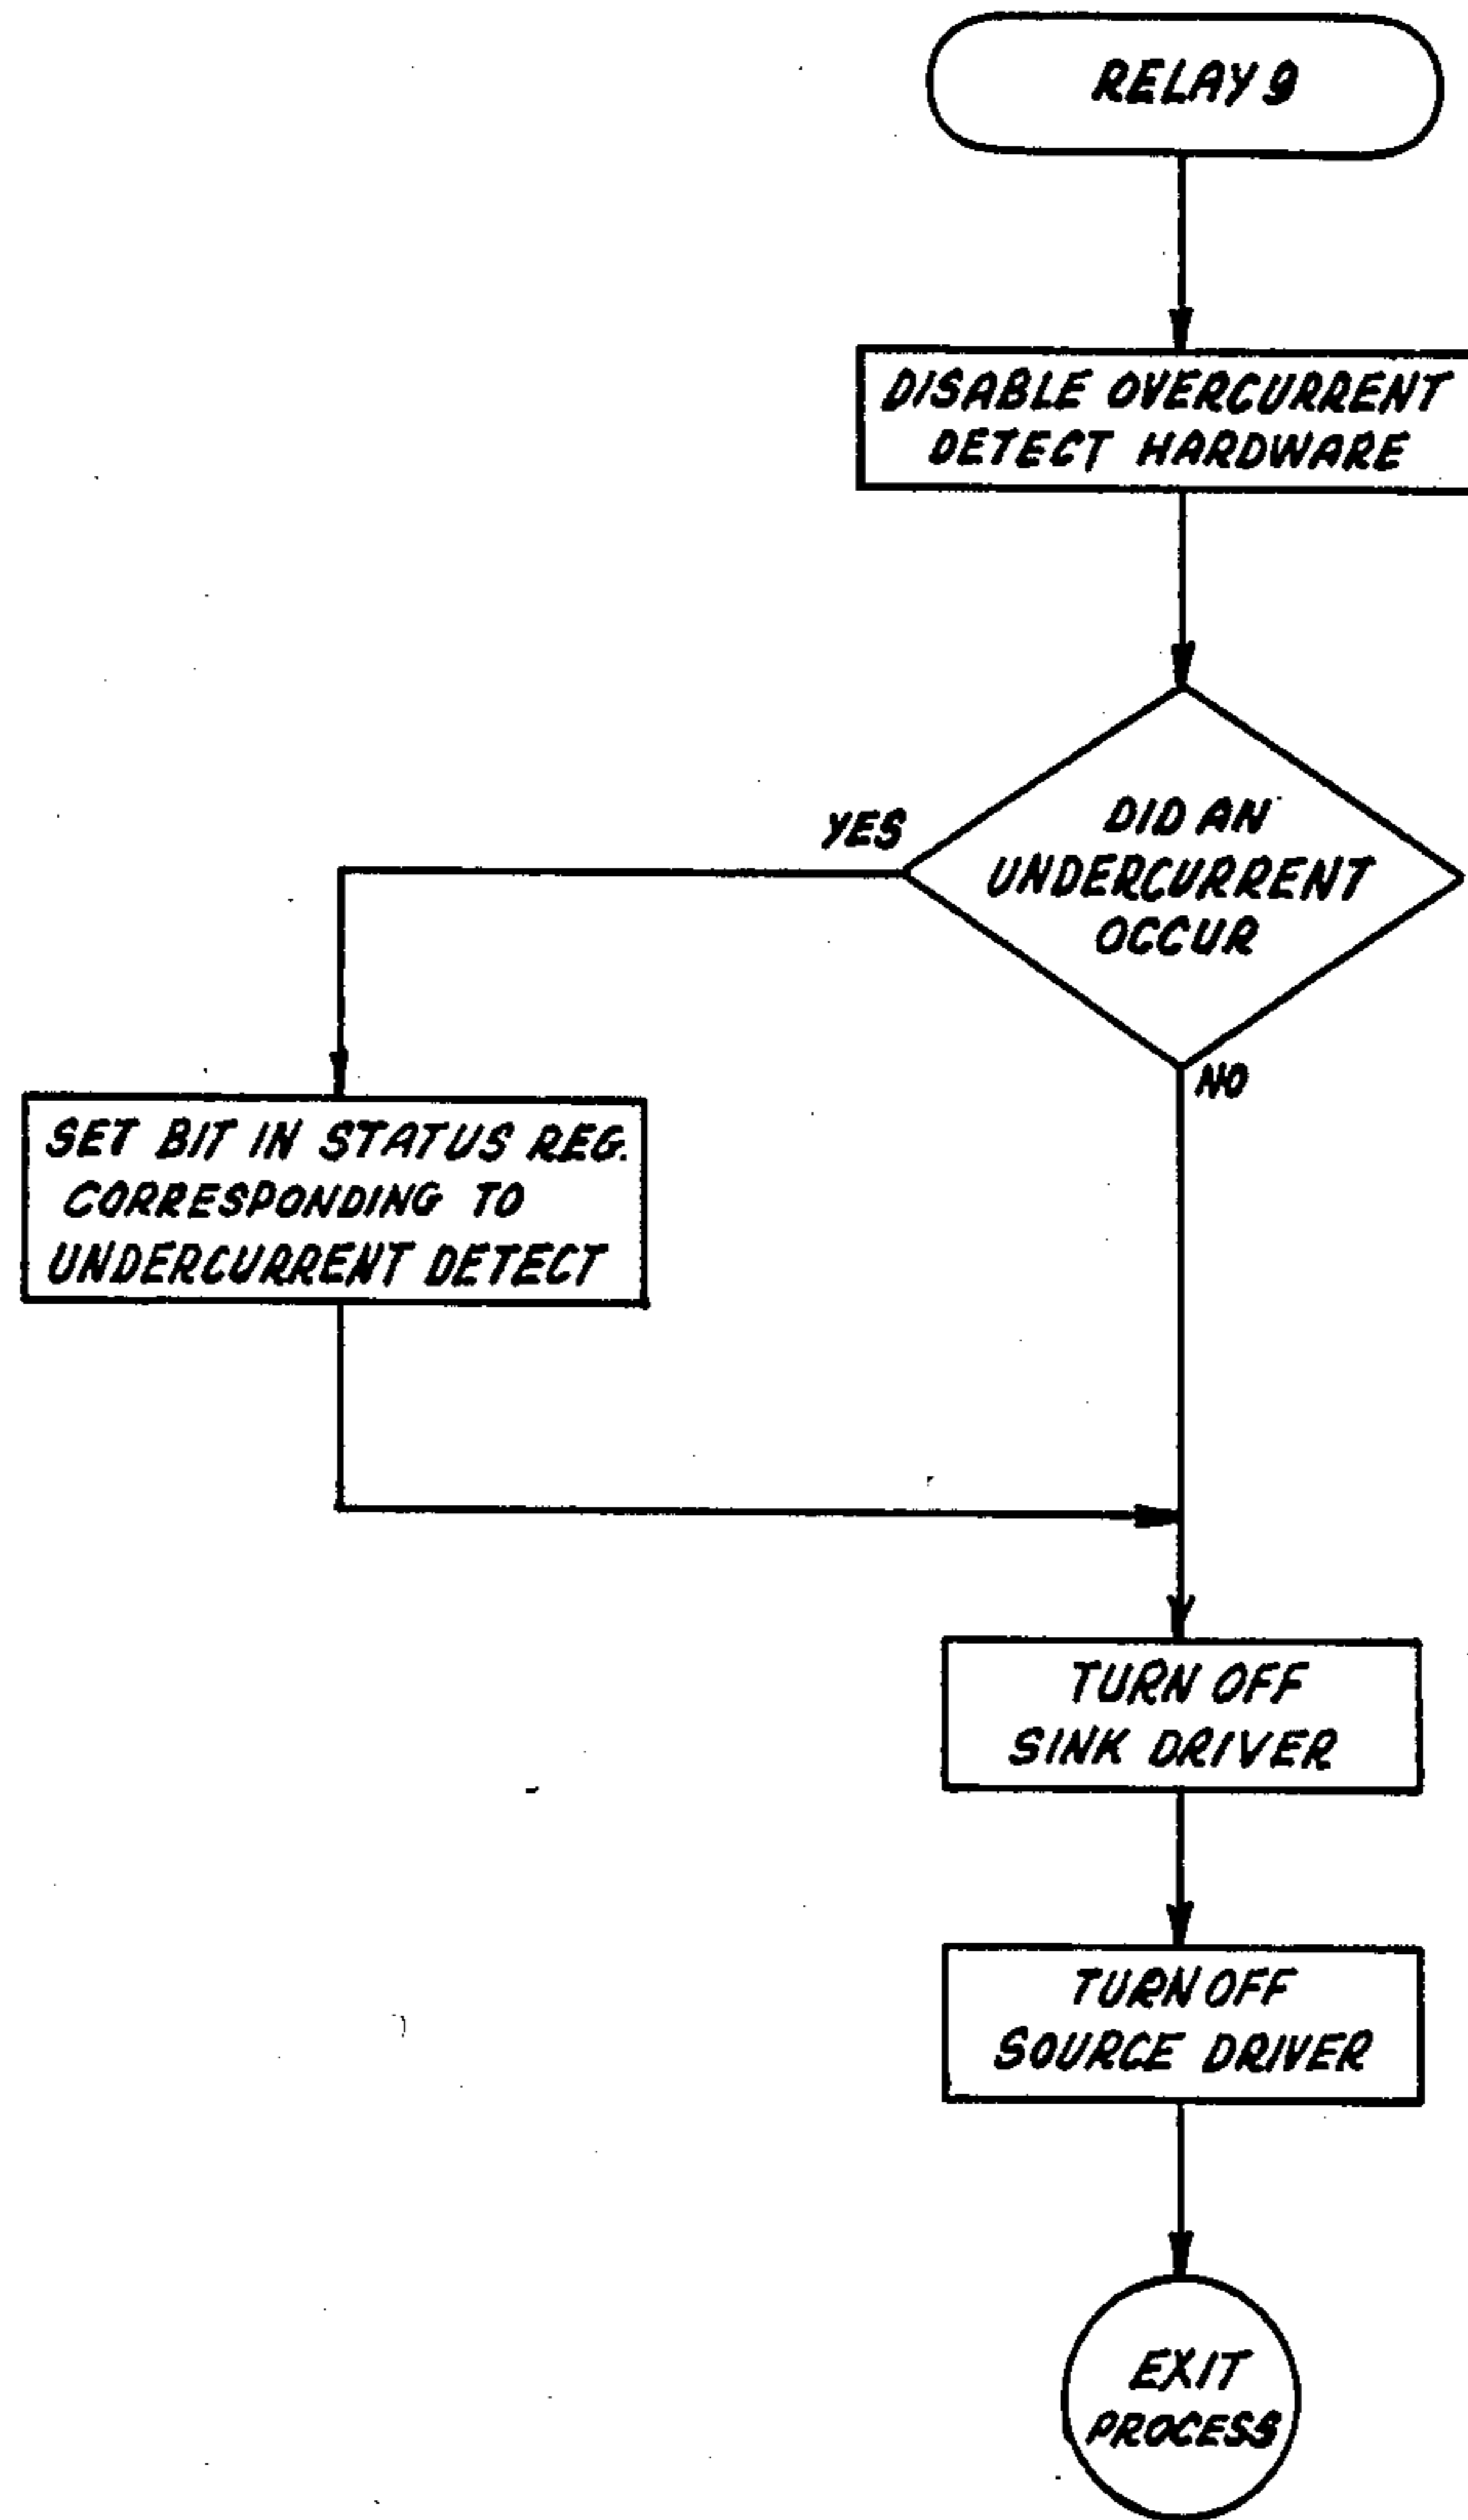 RELAY 9
DISABLE OVERCURRENT
DETECT HARDWARE
DID AN
UNDERCURRENT
OCCUR
YES
NO
SET BIT IN STATUS REG.
CORRESPONDING TO
UNDERCURRENT DETECT
TURN OFF
SINK DRIVER
TURN OFF
SOURCE DRIVER
EXIT
PROCESS